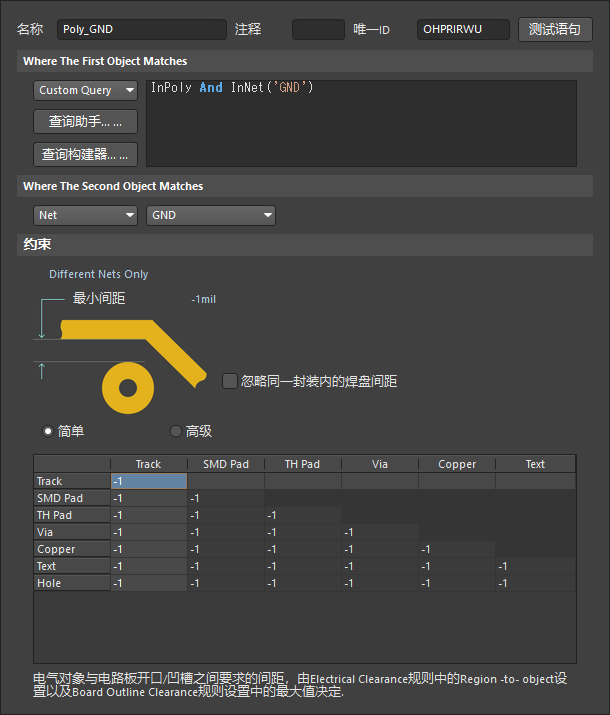 名称 Poly_GND 注释 唯一ID OHPRIRWU 测试语句
Where The First Object Matches
Custom Query InPoly And InNet('GND')
查询助手... ...
查询构建器... ...
Where The Second Object Matches
Net GND
约束
Different Nets Only
最小间距 -1mil
忽略同一封装内的焊盘间距
简单 高级
Track SMD Pad TH Pad Via Copper Text
Track -1
SMD Pad -1 -1
TH Pad -1 -1 -1
Via -1 -1 -1 -1
Copper -1 -1 -1 -1 -1
Text -1 -1 -1 -1 -1 -1
Hole -1 -1 -1 -1 -1 -1
电气对象与电路板开口/凹槽之间要求的间距，由Electrical Clearance规则中的Region -to- object设
置以及Board Outline Clearance规则设置中的最大值决定.